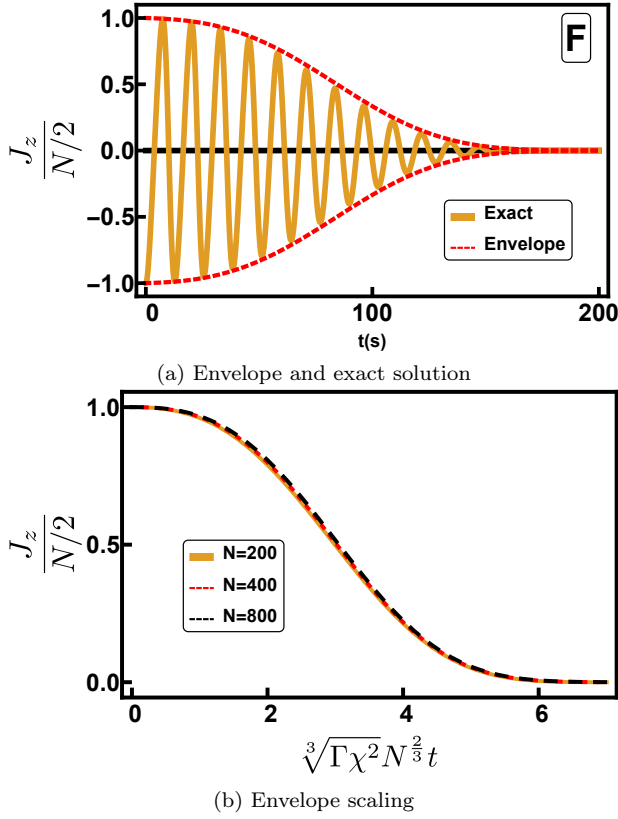 F
1.0
0.5
0.0
−0.5
−1.0
J_z
N/2
Exact
Envelope
0 100 200
t(s)
(a) Envelope and exact solution
1.0
0.5
0.0
J_z
N/2
N=200
N=400
N=800
0 2 4 6
∛Γχ² N^{2/3} t
(b) Envelope scaling